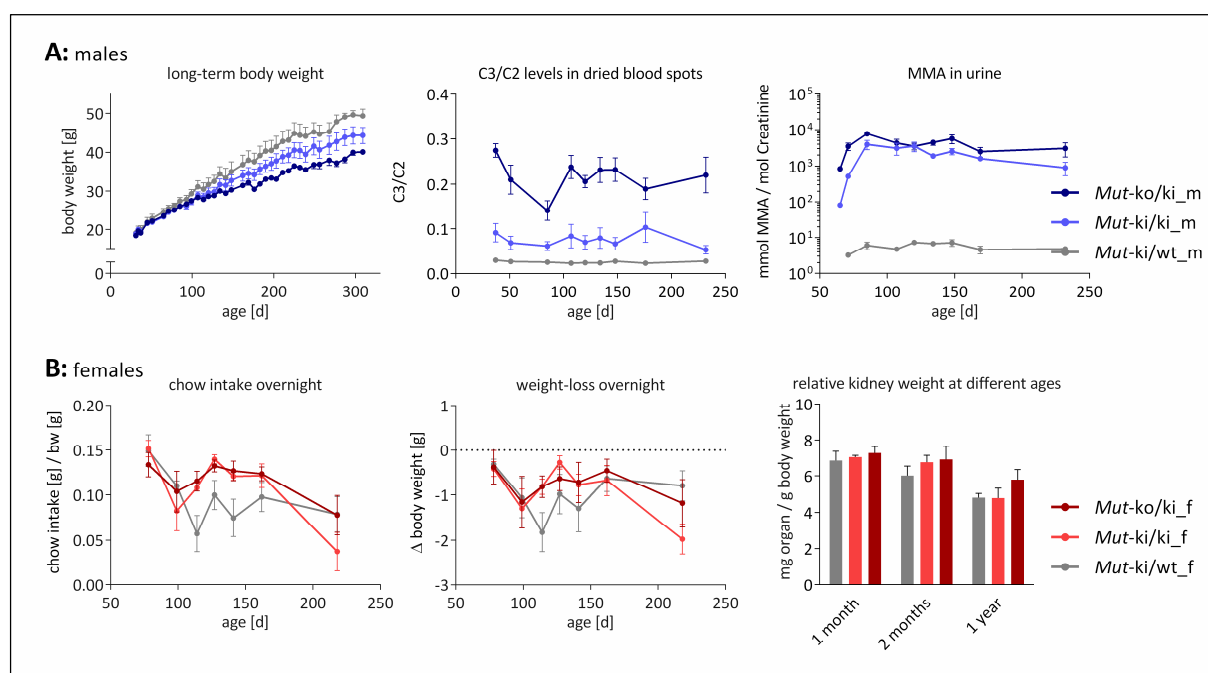 A: males
long-term body weight
body weight [g]
50
40
30
20
0
0
100
200
300
age [d]
C3/C2 levels in dried blood spots
C3/C2
0.4
0.3
0.2
0.1
0.0
0
50
100
150
200
250
age [d]
MMA in urine
mmol MMA / mol Creatinine
10⁵
10⁴
10³
10²
10¹
10⁰
50
100
150
200
250
age [d]
Mut-ko/ki_m
Mut-ki/ki_m
Mut-ki/wt_m
B: females
chow intake overnight
chow intake [g] / bw [g]
0.20
0.15
0.10
0.05
0.00
50
100
150
200
250
age [d]
weight-loss overnight
Δ body weight [g]
1
0
-1
-2
-3
50
100
150
200
250
age [d]
relative kidney weight at different ages
mg organ / g body weight
10
8
6
4
2
0
1 month
2 months
1 year
Mut-ko/ki_f
Mut-ki/ki_f
Mut-ki/wt_f